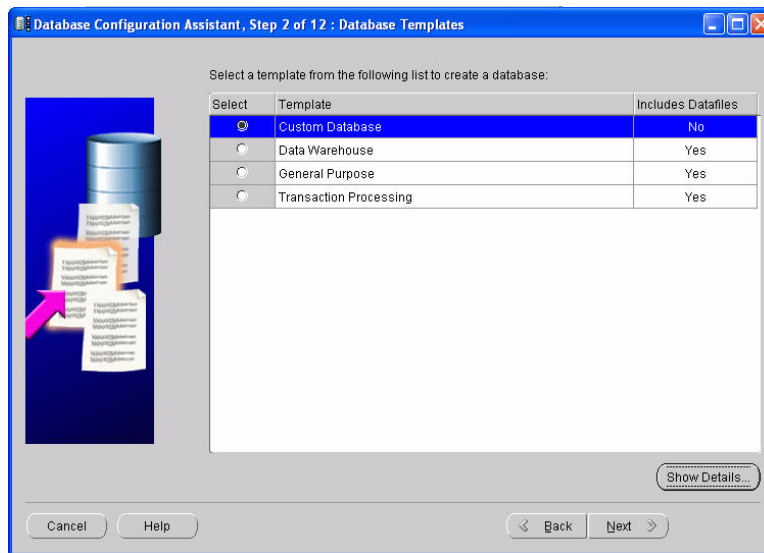 Database Configuration Assistant, Step 2 of 12 : Database Templates
Select a template from the following list to create a database:
Select Template Includes Datafiles
Custom Database No
Data Warehouse Yes
General Purpose Yes
Transaction Processing Yes
Show Details...
Cancel Help Back Next